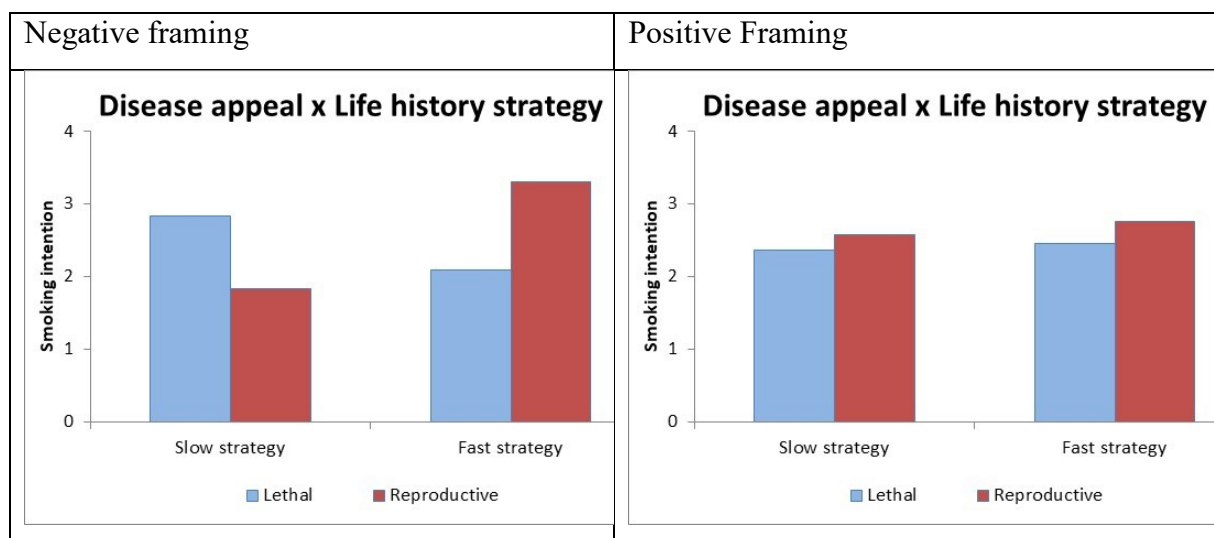 Negative framing
Positive Framing
Disease appeal x Life history strategy
4
3
2
1
0
Smoking intention
Slow strategy
Fast strategy
Lethal
Reproductive
Disease appeal x Life history strategy
4
3
2
1
0
Smoking intention
Slow strategy
Fast strategy
Lethal
Reproductive